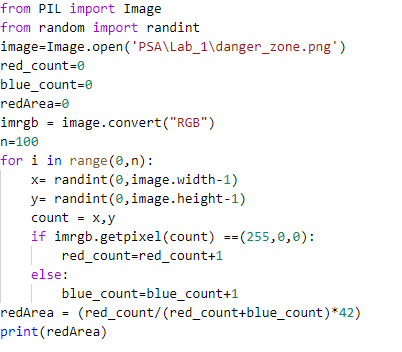 from PIL import Image
from random import randint
image=Image.open('PSA\Lab_1\danger_zone.png')
red_count=0
blue_count=0
redArea=0
imrgb = image.convert("RGB")
n=100
for i in range(0,n):
    x= randint(0,image.width-1)
    y= randint(0,image.height-1)
    count = x,y
    if imrgb.getpixel(count) ==(255,0,0):
        red_count=red_count+1
    else:
        blue_count=blue_count+1
redArea = (red_count/(red_count+blue_count)*42)
print(redArea)